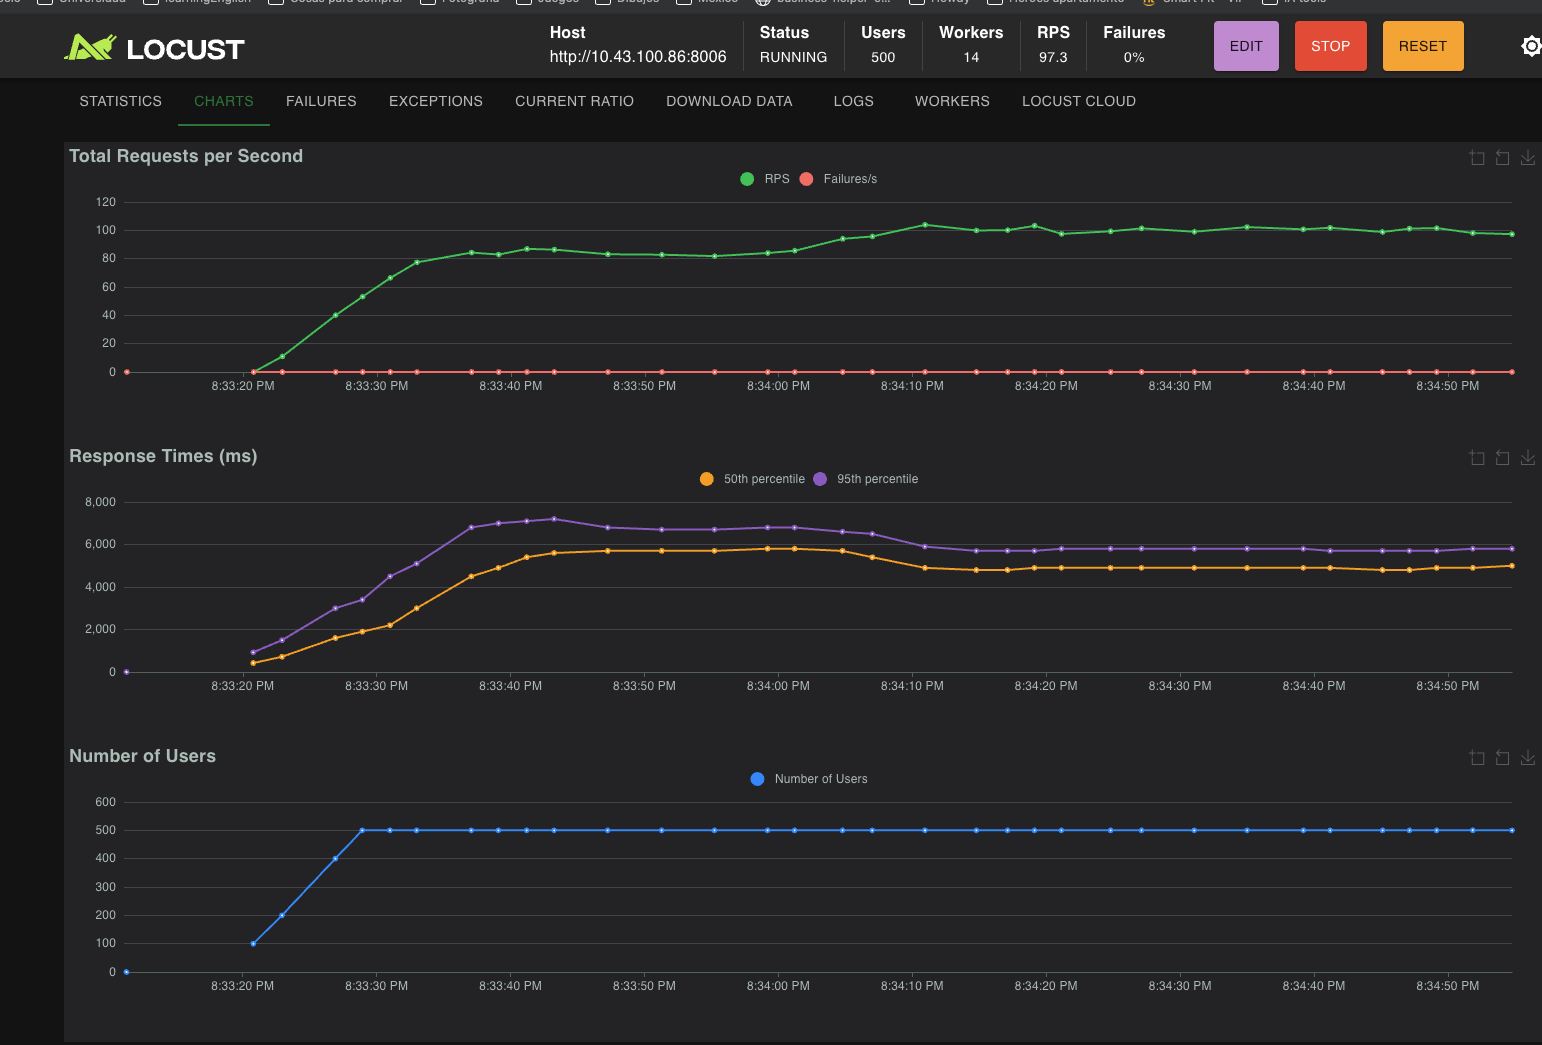 LOCUST
Host
http://10.43.100.86:8006
Status
RUNNING
Users
500
Workers
14
RPS
97.3
Failures
0%
EDIT
STOP
RESET
STATISTICS
CHARTS
FAILURES
EXCEPTIONS
CURRENT RATIO
DOWNLOAD DATA
LOGS
WORKERS
LOCUST CLOUD
Total Requests per Second
RPS Failures/s
120
100
80
60
40
20
0
8:33:20 PM 8:33:30 PM 8:33:40 PM 8:33:50 PM 8:34:00 PM 8:34:10 PM 8:34:20 PM 8:34:30 PM 8:34:40 PM 8:34:50 PM
Response Times (ms)
50th percentile 95th percentile
8,000
6,000
4,000
2,000
0
8:33:20 PM 8:33:30 PM 8:33:40 PM 8:33:50 PM 8:34:00 PM 8:34:10 PM 8:34:20 PM 8:34:30 PM 8:34:40 PM 8:34:50 PM
Number of Users
Number of Users
600
500
400
300
200
100
0
8:33:20 PM 8:33:30 PM 8:33:40 PM 8:33:50 PM 8:34:00 PM 8:34:10 PM 8:34:20 PM 8:34:30 PM 8:34:40 PM 8:34:50 PM